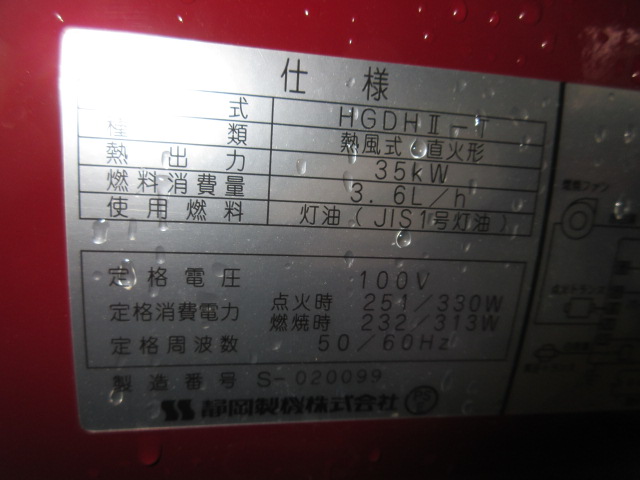 仕様
式 HGDHⅡ-1
種類 熱風式 直火形
熱出力 35kW
燃料消費量 3.6L/h
使用燃料 灯油(JIS1号灯油)
定格電圧 100V
定格消費電力 点火時 251/330W
燃焼時 232/313W
定格周波数 50/60Hz
製造番号 S-020099
静岡製機株式会社